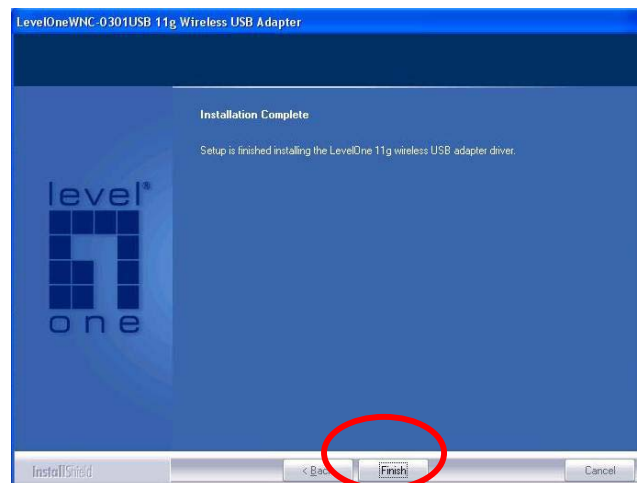 LevelOneWNC-0301USB 11g Wireless USB Adapter
Installation Complete
Setup is finished installing the LevelOne 11g wireless USB adapter driver.
level®
one
InstallShield
< Bac Finish Cancel